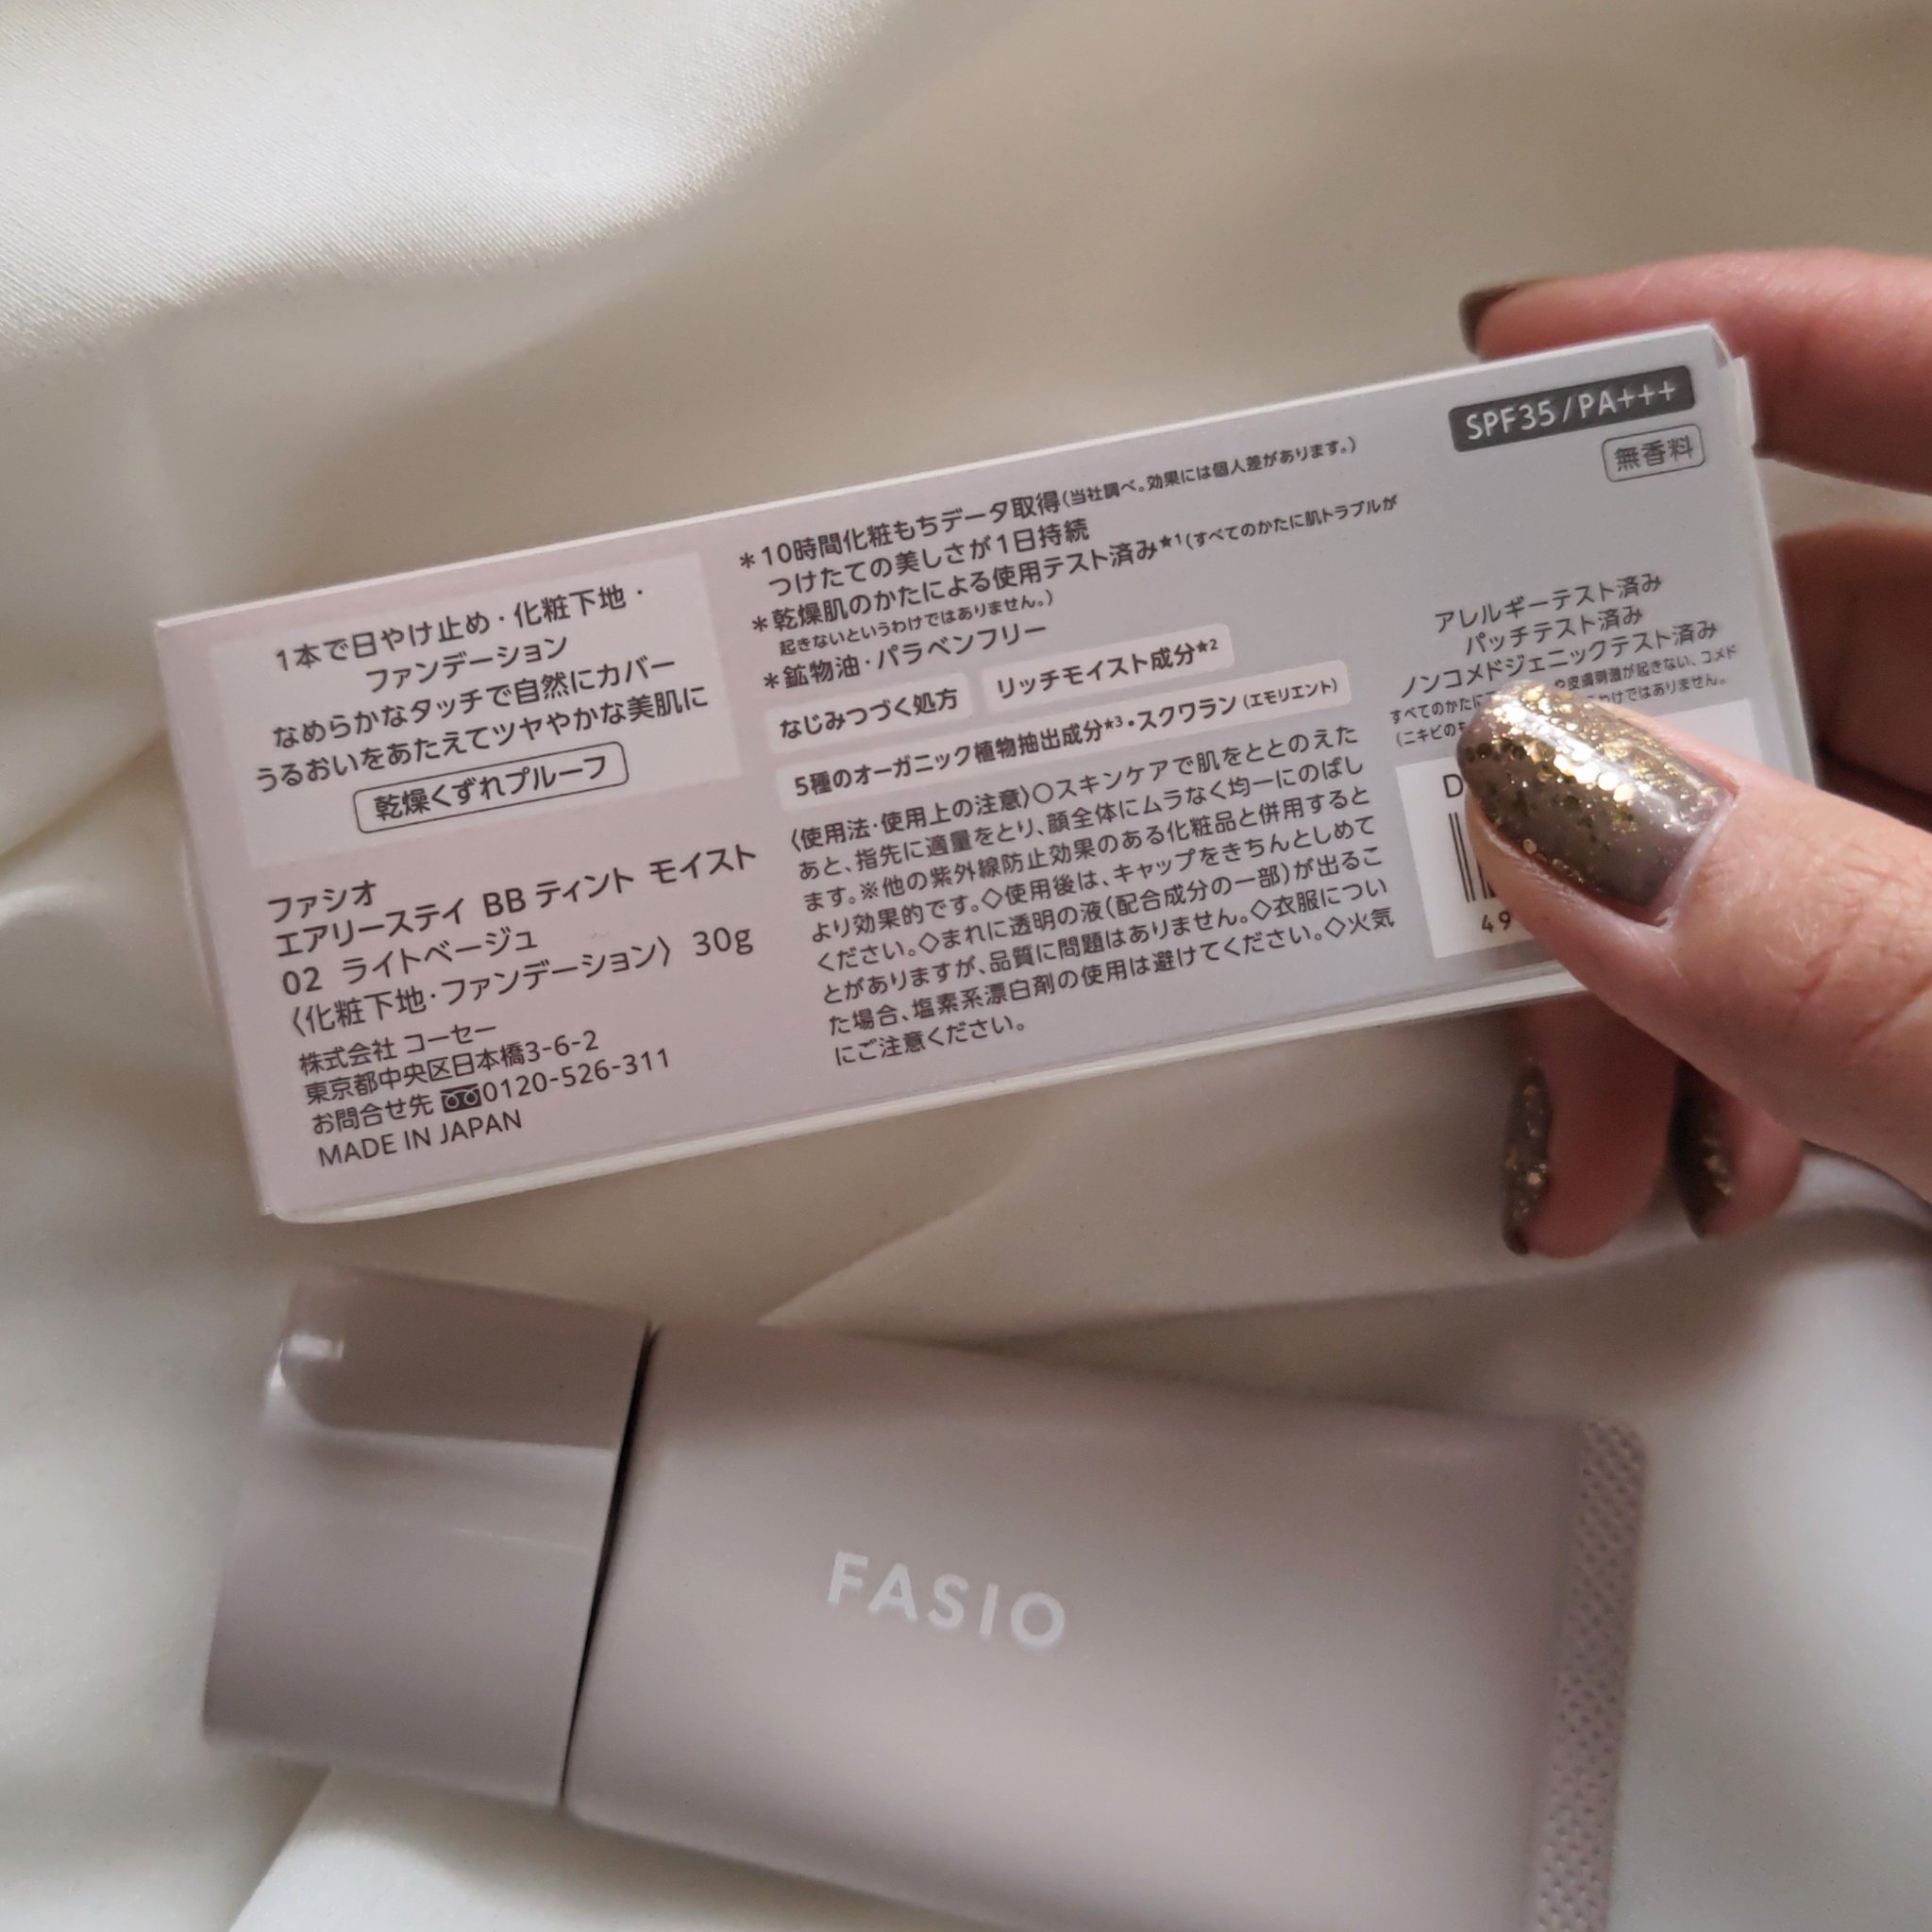 1本で日やけ止め・化粧下地・
ファンデーション
なめらかなタッチで自然にカバー
うるおいをあたえてツヤやかな美肌に
乾燥くずれプルーフ
ファシオ
エアリーステイ BB ティント モイスト
02 ライトベージュ
〈化粧下地・ファンデーション〉 30g
株式会社 コーセー
東京都中央区日本橋3-6-2
お問合せ先 0120-526-311
MADE IN JAPAN
＊10時間化粧もちデータ取得(当社調べ。効果には個人差があります。)
つけたての美しさが1日持続
＊乾燥肌のかたによる使用テスト済み★1(すべてのかたに肌トラブルが
起きないというわけではありません。)
＊鉱物油・パラベンフリー
なじみつづく処方 リッチモイスト成分★2
5種のオーガニック植物抽出成分★3・スクワラン(エモリエント)
〈使用法・使用上の注意〉○スキンケアで肌をととのえた
あと、指先に適量をとり、顔全体にムラなく均一にのばし
ます。※他の紫外線防止効果のある化粧品と併用すると
より効果的です。◇使用後は、キャップをきちんとしめて
ください。◇まれに透明の液(配合成分の一部)が出るこ
とがありますが、品質に問題はありません。◇衣服につい
た場合、塩素系漂白剤の使用は避けてください。◇火気
にご注意ください。
SPF35/PA+++
無香料
アレルギーテスト済み
パッチテスト済み
ノンコメドジェニックテスト済み
すべてのかたに や皮膚刺激が起きない、コメド
(ニキビのも わけではありません。
D
49
FASIO